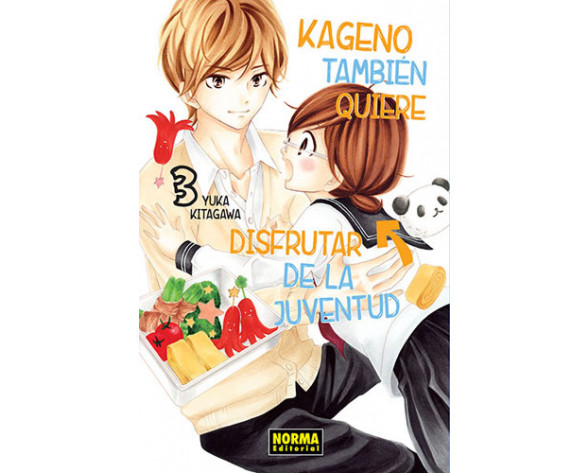 KAGENO
TAMBIÉN
QUIERE
3
YUKA
KITAGAWA
DISFRUTAR
DE LA
JUVENTUD
NORMA
Editorial